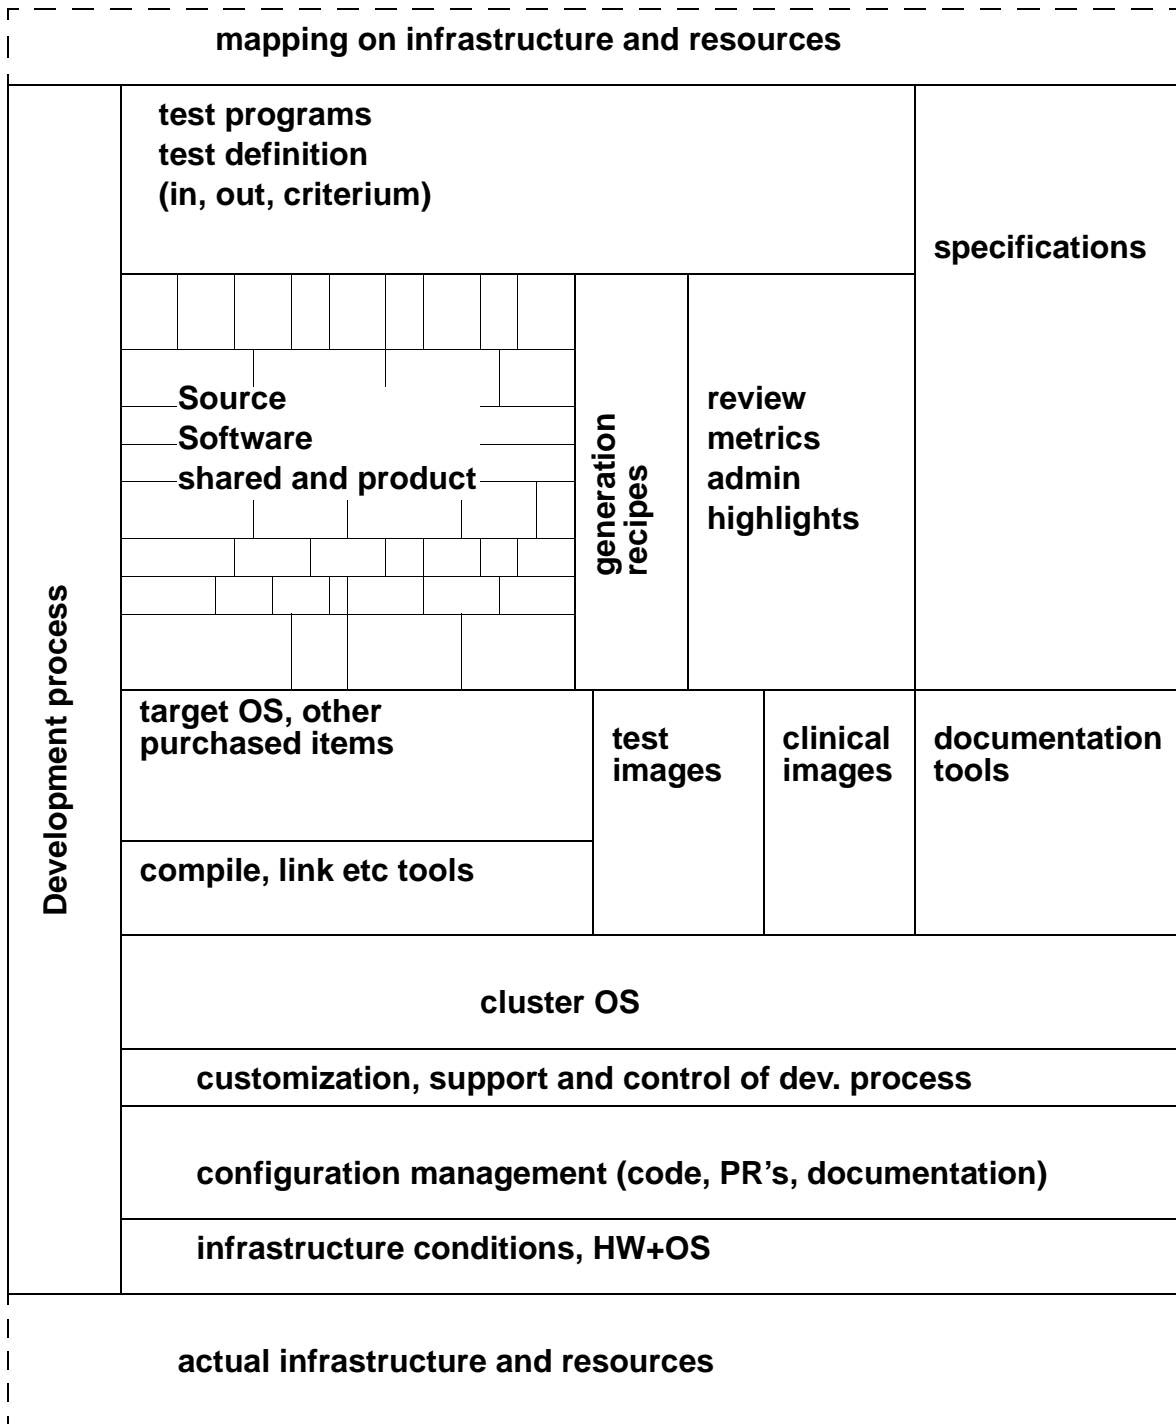 mapping on infrastructure and resources
test programs
test definition
(in, out, criterium)
specifications
Source
Software
shared and product
generation
recipes
review
metrics
admin
highlights
Development process
target OS, other
purchased items
test
images
clinical
images
documentation
tools
compile, link etc tools
cluster OS
customization, support and control of dev. process
configuration management (code, PR’s, documentation)
infrastructure conditions, HW+OS
actual infrastructure and resources